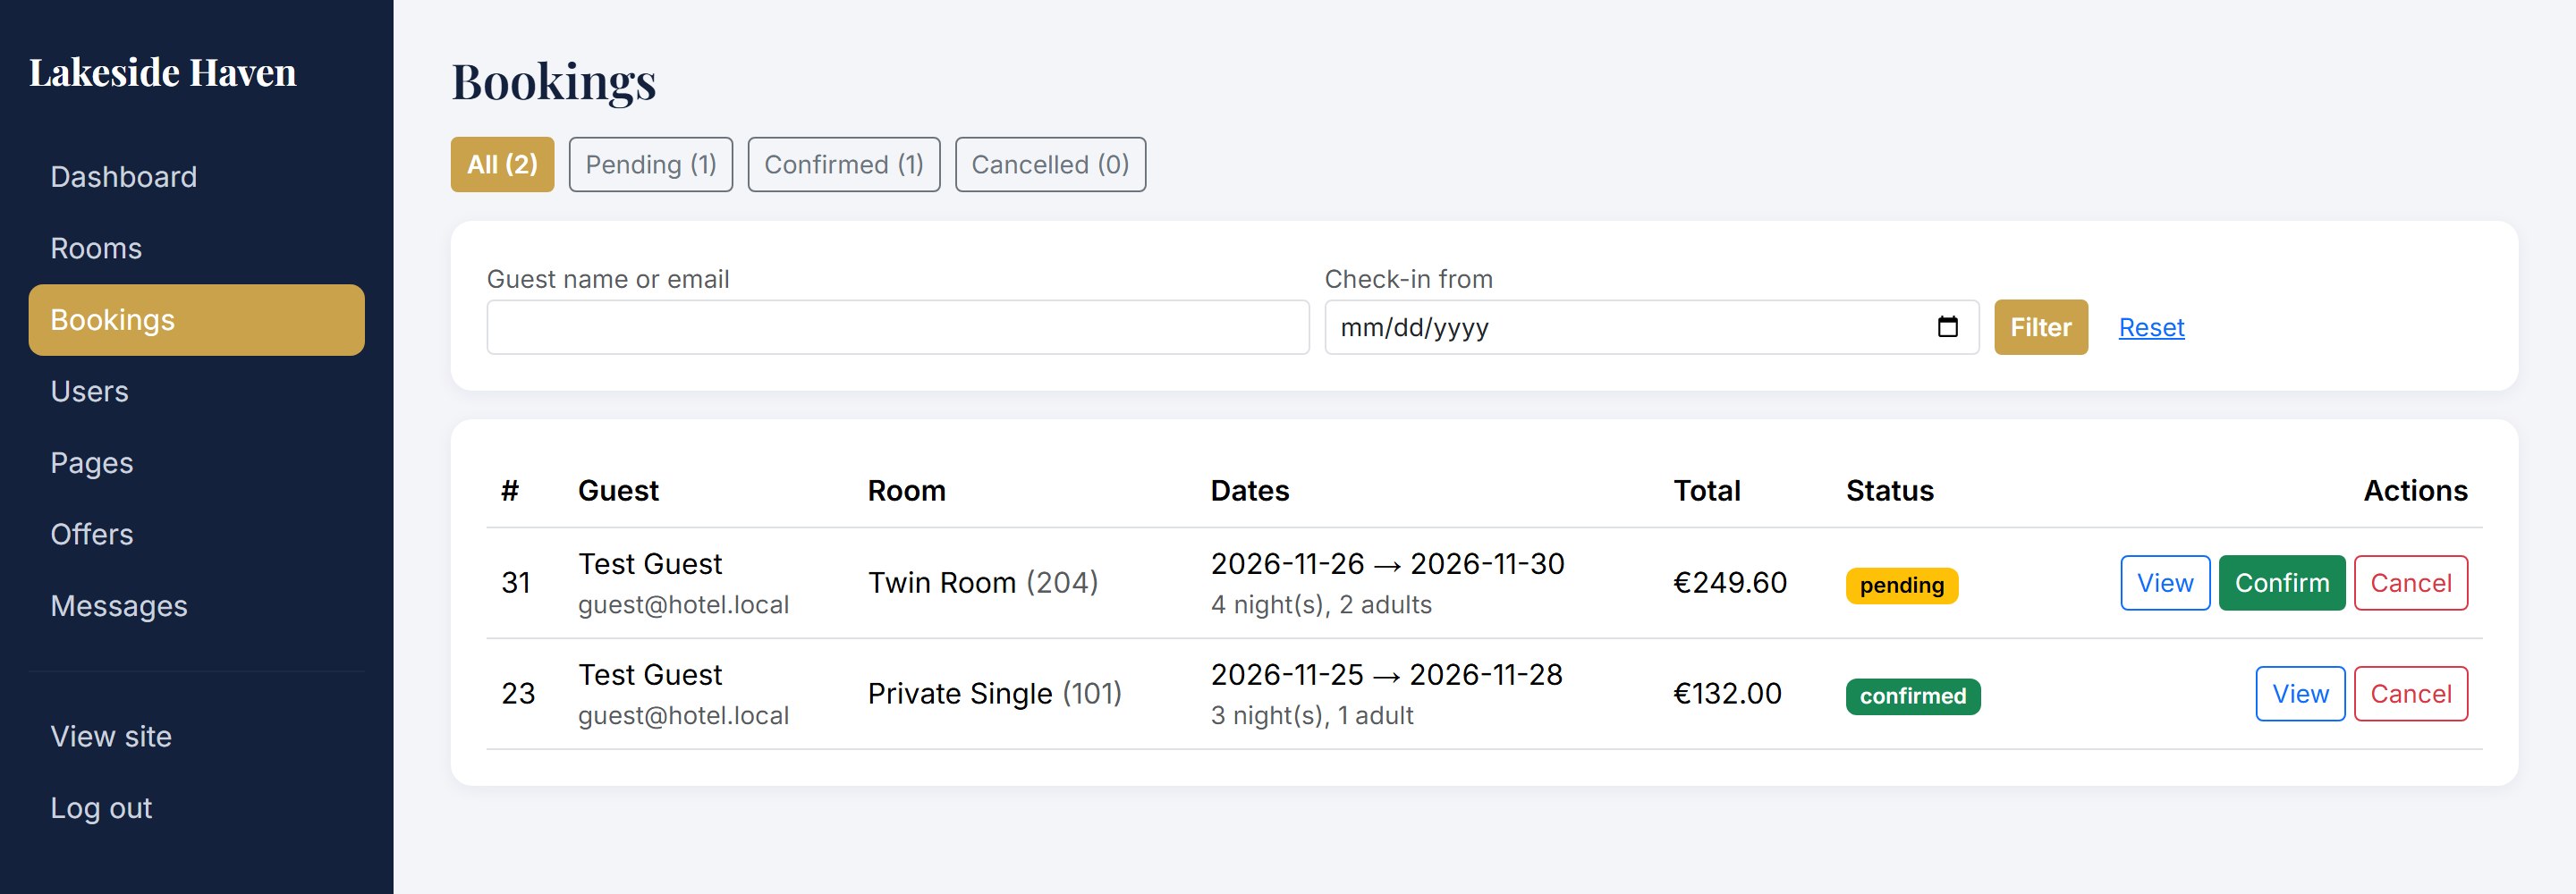 Lakeside Haven
Dashboard
Rooms
Bookings
Users
Pages
Offers
Messages
View site
Log out
Bookings
All (2) Pending (1) Confirmed (1) Cancelled (0)
Guest name or email Check-in from
mm/dd/yyyy Filter Reset
# Guest Room Dates Total Status Actions
31 Test Guest Twin Room (204) 2026-11-26 → 2026-11-30 €249.60 pending View Confirm Cancel
guest@hotel.local 4 night(s), 2 adults
23 Test Guest Private Single (101) 2026-11-25 → 2026-11-28 €132.00 confirmed View Cancel
guest@hotel.local 3 night(s), 1 adult